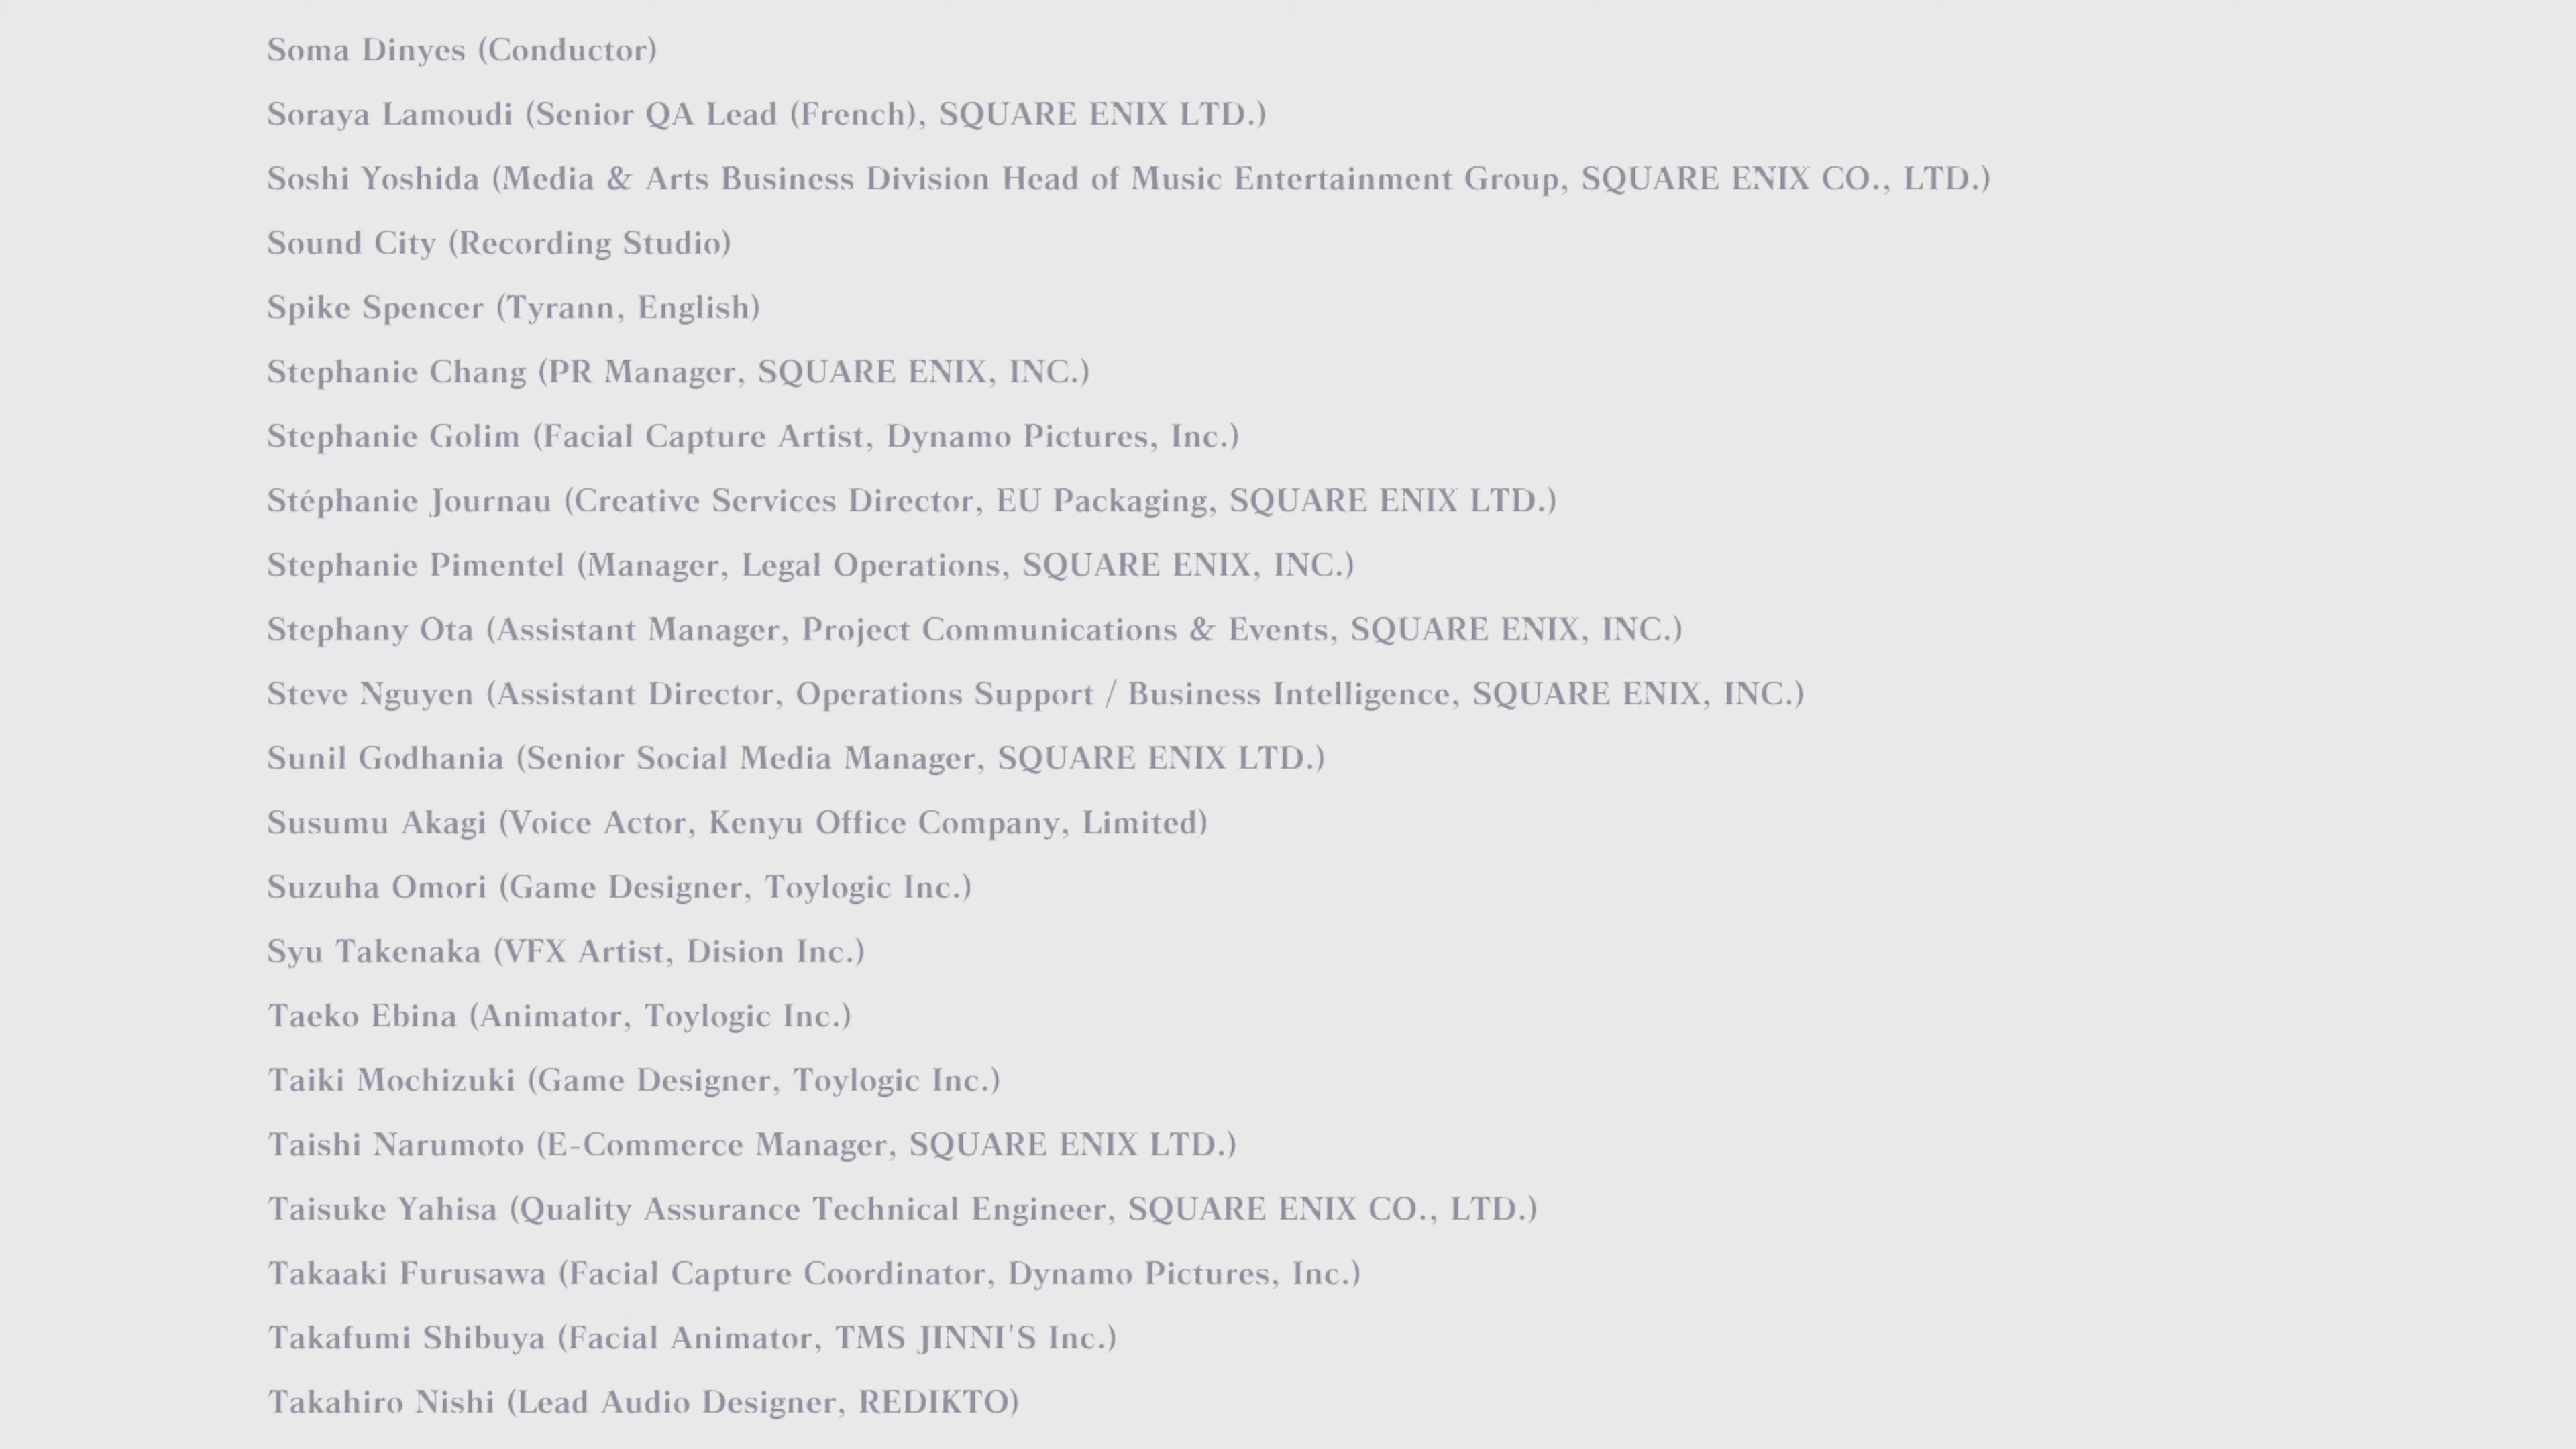 Soma Dinyes (Conductor)
Soraya Lamoudi (Senior QA Lead (French), SQUARE ENIX LTD.)
Soshi Yoshida (Media & Arts Business Division Head of Music Entertainment Group, SQUARE ENIX CO., LTD.)
Sound City (Recording Studio)
Spike Spencer (Tyrann, English)
Stephanie Chang (PR Manager, SQUARE ENIX, INC.)
Stephanie Golim (Facial Capture Artist, Dynamo Pictures, Inc.)
Stéphanie Journau (Creative Services Director, EU Packaging, SQUARE ENIX LTD.)
Stephanie Pimentel (Manager, Legal Operations, SQUARE ENIX, INC.)
Stephany Ota (Assistant Manager, Project Communications & Events, SQUARE ENIX, INC.)
Steve Nguyen (Assistant Director, Operations Support / Business Intelligence, SQUARE ENIX, INC.)
Sunil Godhania (Senior Social Media Manager, SQUARE ENIX LTD.)
Susumu Akagi (Voice Actor, Kenyu Office Company, Limited)
Suzuha Omori (Game Designer, Toylogic Inc.)
Syu Takenaka (VFX Artist, Dision Inc.)
Taeko Ebina (Animator, Toylogic Inc.)
Taiki Mochizuki (Game Designer, Toylogic Inc.)
Taishi Narumoto (E-Commerce Manager, SQUARE ENIX LTD.)
Taisuke Yahisa (Quality Assurance Technical Engineer, SQUARE ENIX CO., LTD.)
Takaaki Furusawa (Facial Capture Coordinator, Dynamo Pictures, Inc.)
Takafumi Shibuya (Facial Animator, TMS JINNI'S Inc.)
Takahiro Nishi (Lead Audio Designer, REDIKTO)